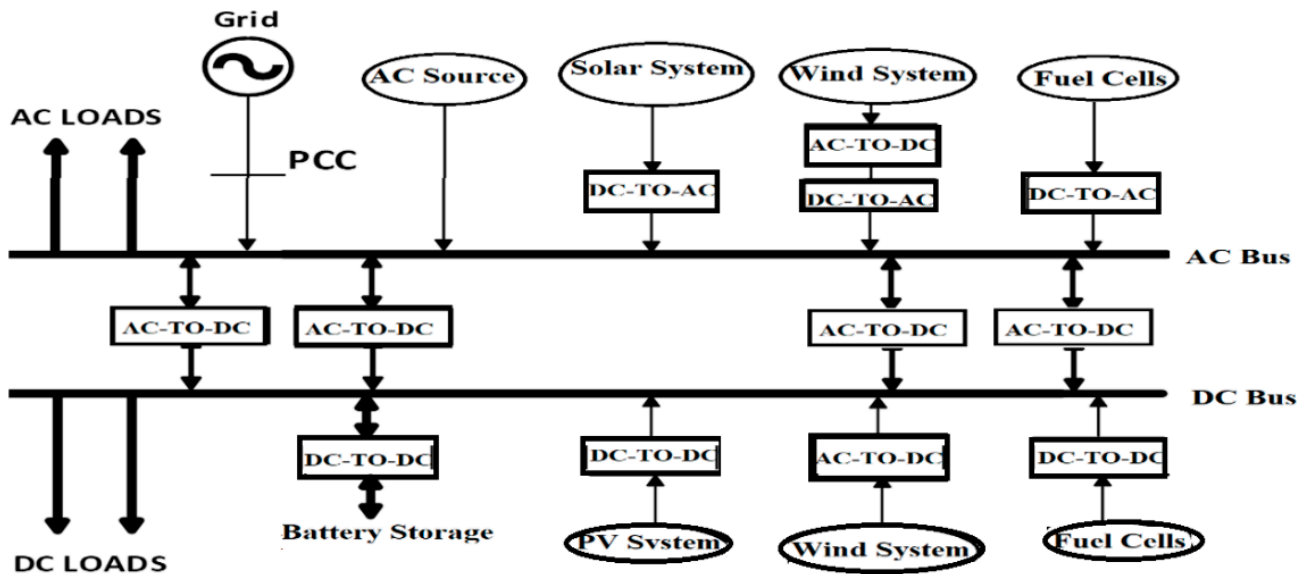 Grid
AC Source
Solar System
Wind System
Fuel Cells
AC LOADS
PCC
AC-TO-DC
DC-TO-AC
DC-TO-AC
DC-TO-AC
AC Bus
AC-TO-DC
AC-TO-DC
AC-TO-DC
AC-TO-DC
DC Bus
DC-TO-DC
DC-TO-DC
AC-TO-DC
DC-TO-DC
Battery Storage
PV System
Wind System
Fuel Cells
DC LOADS